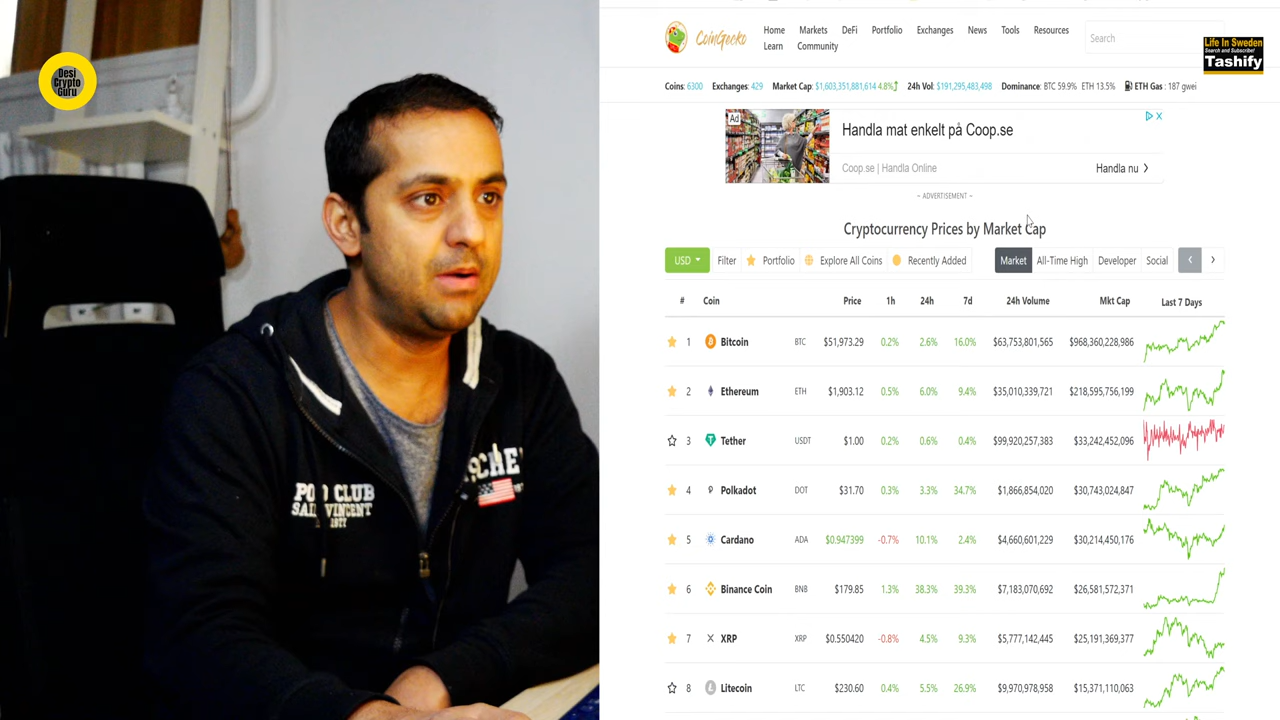 Desi
Crypto
Guru
POLO CLUB
1977
CoinGecko
Home Markets DeFi Portfolio Exchanges News Tools Resources
Learn Community
Search
Life In Sweden
Search and Subscribe!
Tashify
Coins: 6300 Exchanges: 429 Market Cap: $1,603,351,881,614 4.8% 24h Vol: $191,295,483,498 Dominance: BTC 59.9% ETH 13.5% ETH Gas : 187 gwei
Ad
Handla mat enkelt på Coop.se
Coop.se | Handla Online Handla nu
– ADVERTISEMENT –
Cryptocurrency Prices by Market Cap
USD Filter Portfolio Explore All Coins Recently Added Market All-Time High Developer Social
# Coin Price 1h 24h 7d 24h Volume Mkt Cap Last 7 Days
1 Bitcoin BTC $51,973.29 0.2% 2.6% 16.0% $63,753,801,565 $968,360,228,986
2 Ethereum ETH $1,903.12 0.5% 6.0% 9.4% $35,010,339,721 $218,595,756,199
3 Tether USDT $1.00 0.2% 0.6% 0.4% $99,920,257,383 $33,242,452,096
4 Polkadot DOT $31.70 0.3% 3.3% 34.7% $1,866,854,020 $30,743,024,847
5 Cardano ADA $0.947399 -0.7% 10.1% 2.4% $4,660,601,229 $30,214,450,176
6 Binance Coin BNB $179.85 1.3% 38.3% 39.3% $7,183,070,692 $26,581,572,371
7 XRP XRP $0.550420 -0.8% 4.5% 9.3% $5,777,142,445 $25,191,369,377
8 Litecoin LTC $230.60 0.4% 5.5% 26.9% $9,970,978,958 $15,371,110,063